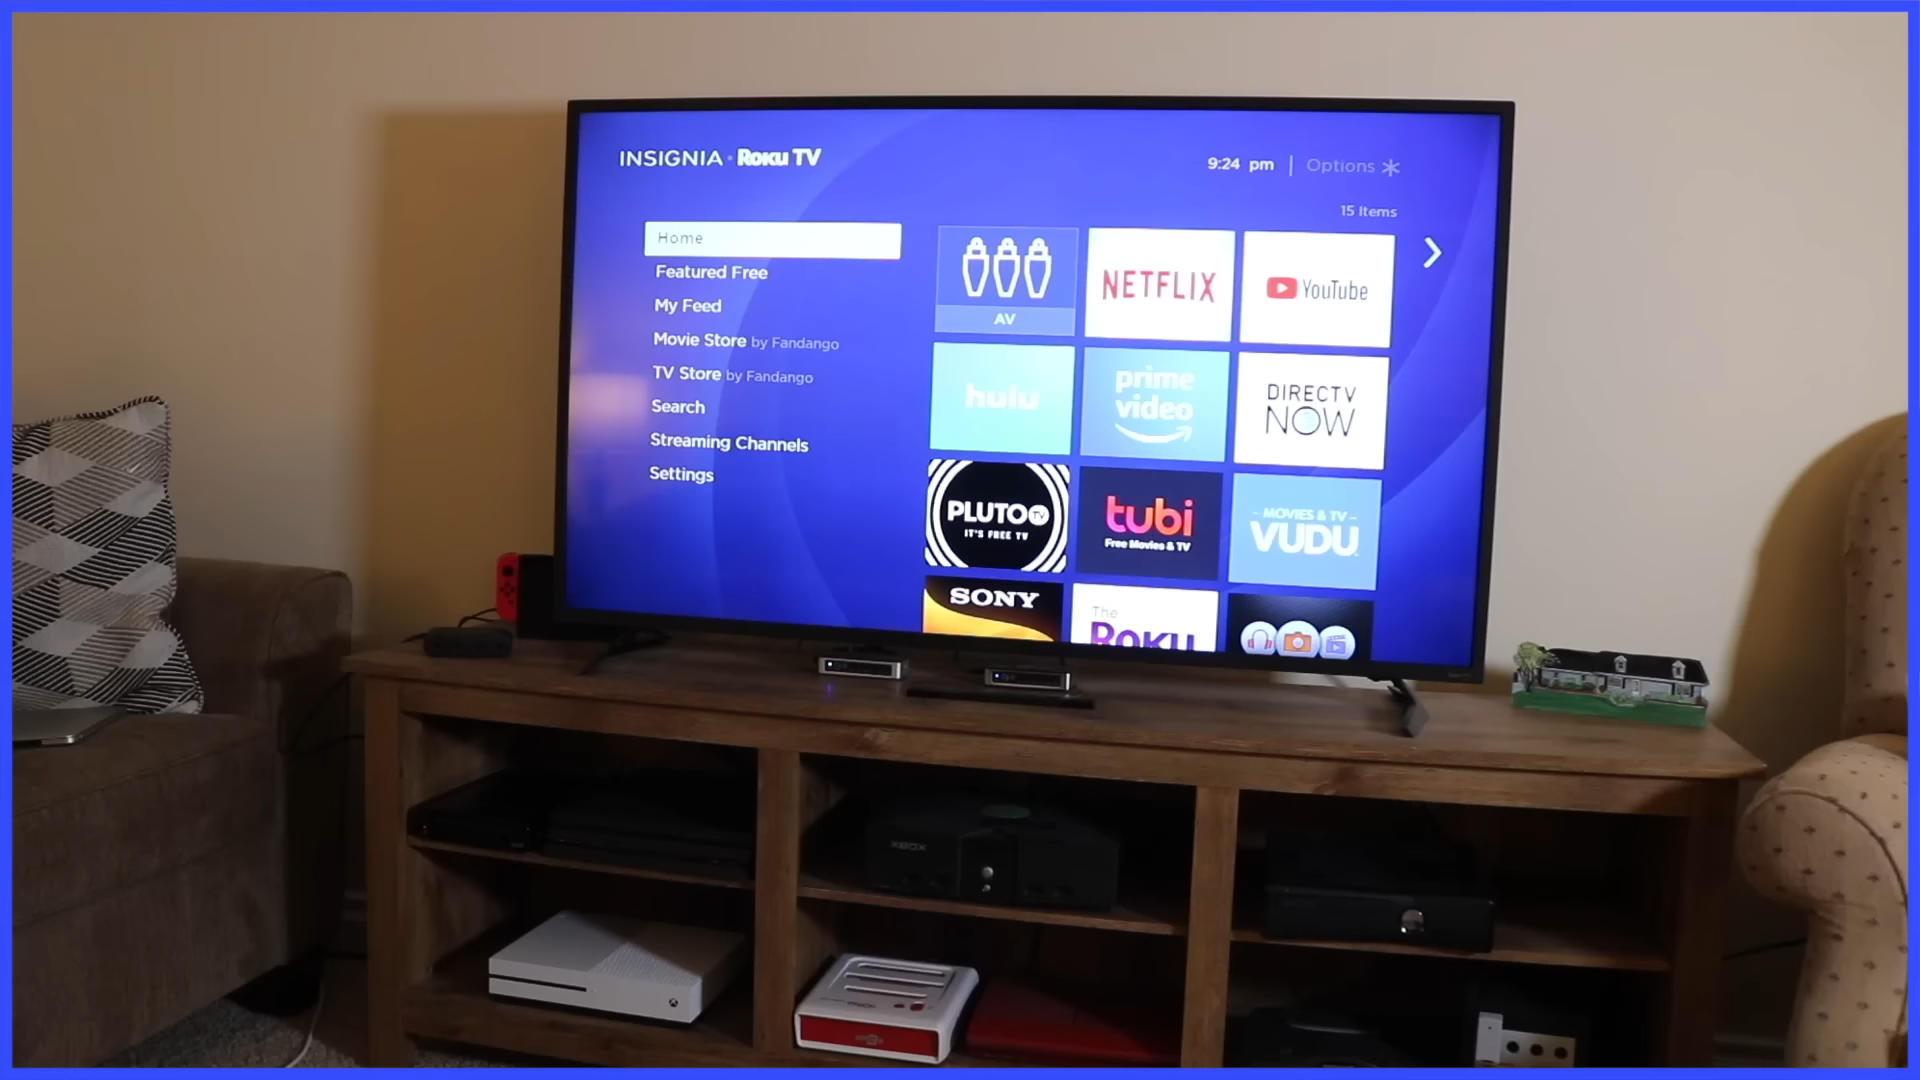 INSIGNIA · Roku TV
9:24 pm | Options
15 Items
Home
Featured Free
My Feed
Movie Store by Fandango
TV Store by Fandango
Search
Streaming Channels
Settings
AV
NETFLIX
YouTube
hulu
prime video
DIRECTV NOW
PLUTO TV
IT'S FREE TV
tubi
Free Movies & TV
MOVIES & TV
VUDU
SONY
The
Roku
XBOX